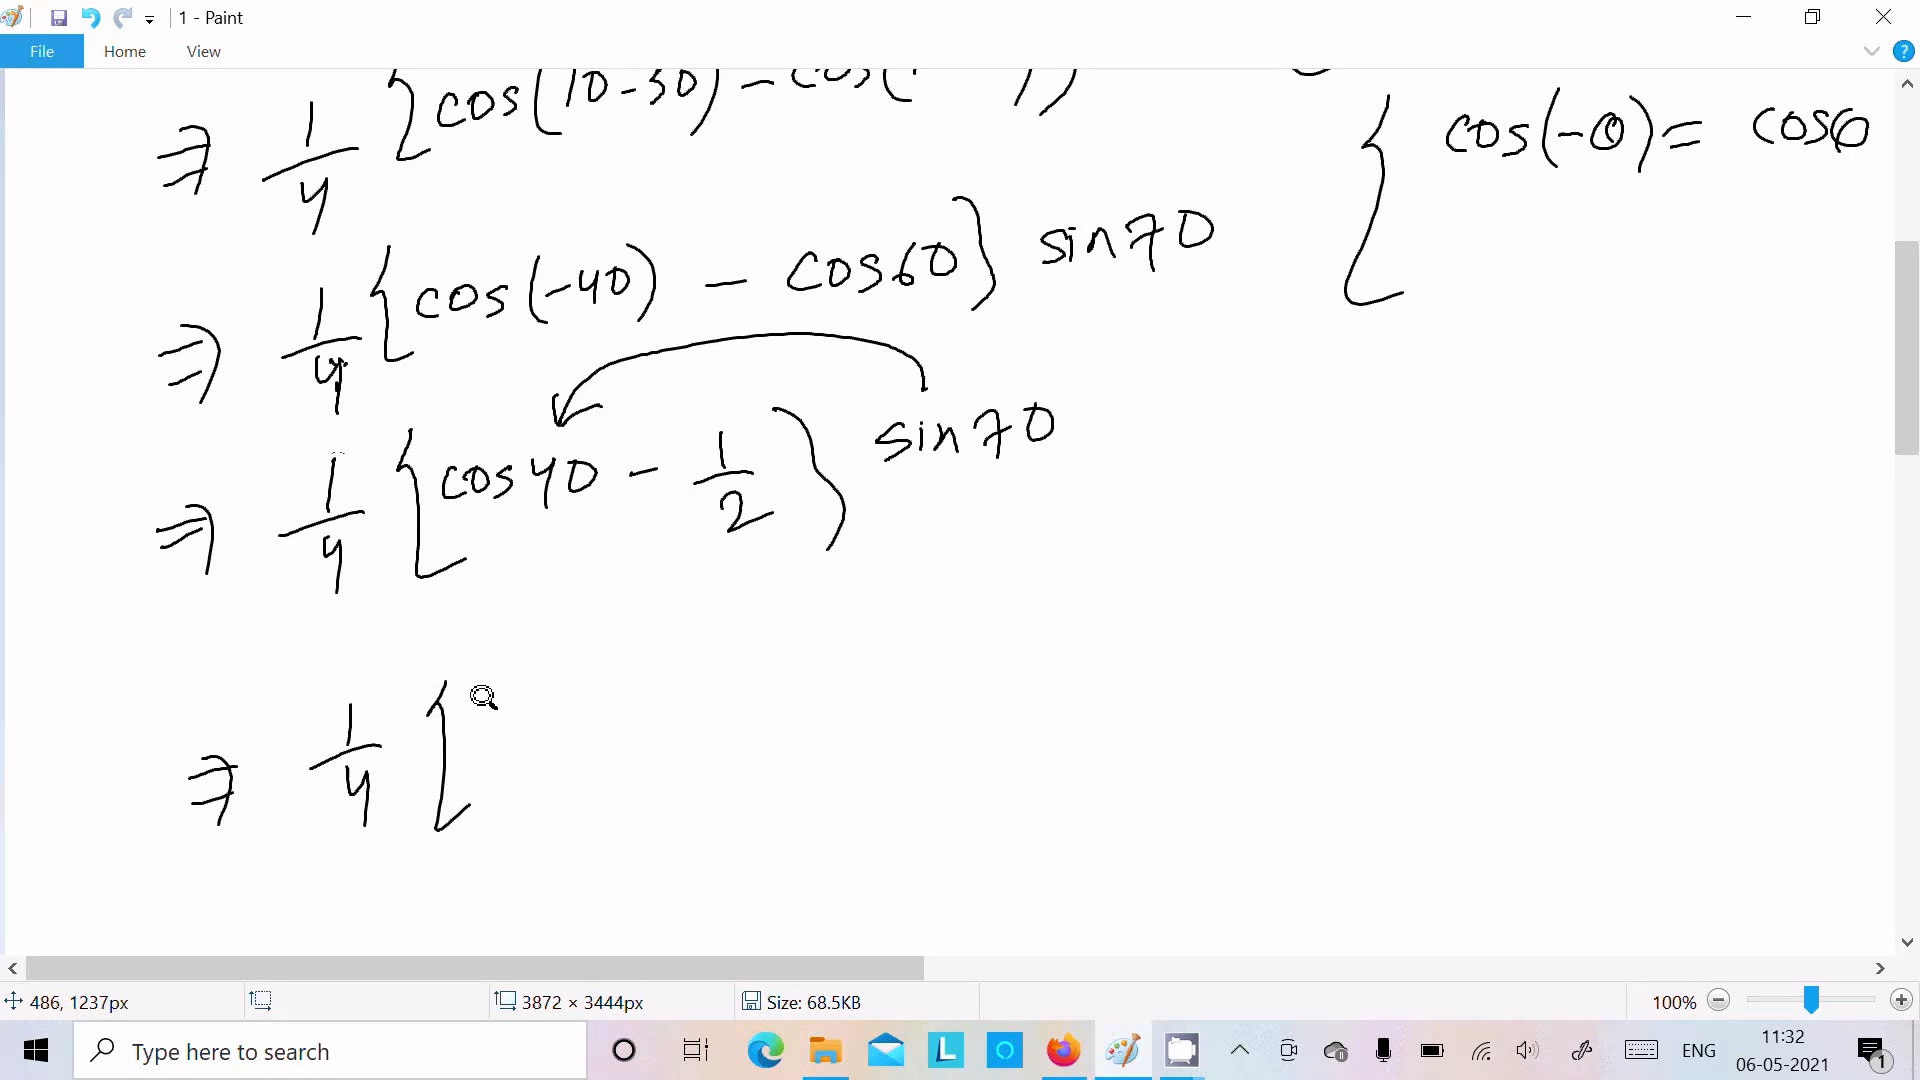 1 - Paint
File Home View
⇒ 1/4 {cos(10-50) - cos(
{ cos(-θ) = cosθ
⇒ 1/4 {cos(-40) - cos60} sin70
⇒ 1/4 {cos40 - 1/2} sin70
⇒ 1/4 {
486, 1237px
3872 × 3444px
Size: 68.5KB
100%
Type here to search
L
ENG
11:32
06-05-2021
1